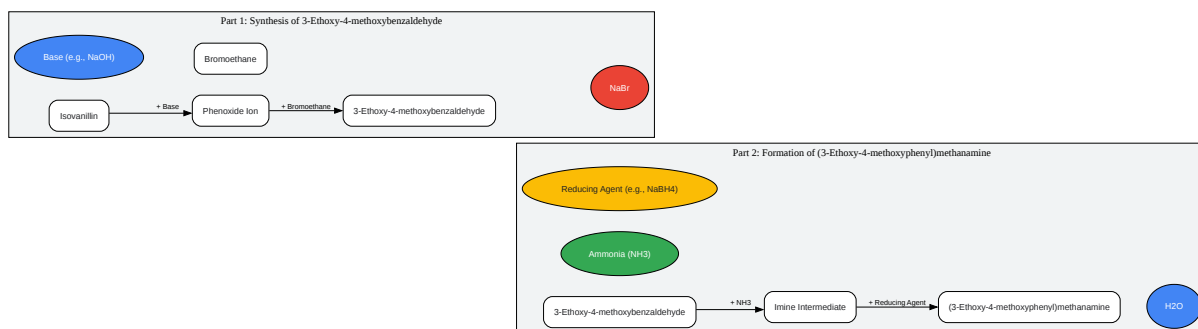 Part 1: Synthesis of 3-Ethoxy-4-methoxybenzaldehyde
Base (e.g., NaOH)
Bromoethane
NaBr
Isovanillin
+ Base
Phenoxide Ion
+ Bromoethane
3-Ethoxy-4-methoxybenzaldehyde
Part 2: Formation of (3-Ethoxy-4-methoxyphenyl)methanamine
Reducing Agent (e.g., NaBH4)
Ammonia (NH3)
3-Ethoxy-4-methoxybenzaldehyde
+ NH3
Imine Intermediate
+ Reducing Agent
(3-Ethoxy-4-methoxyphenyl)methanamine
H2O